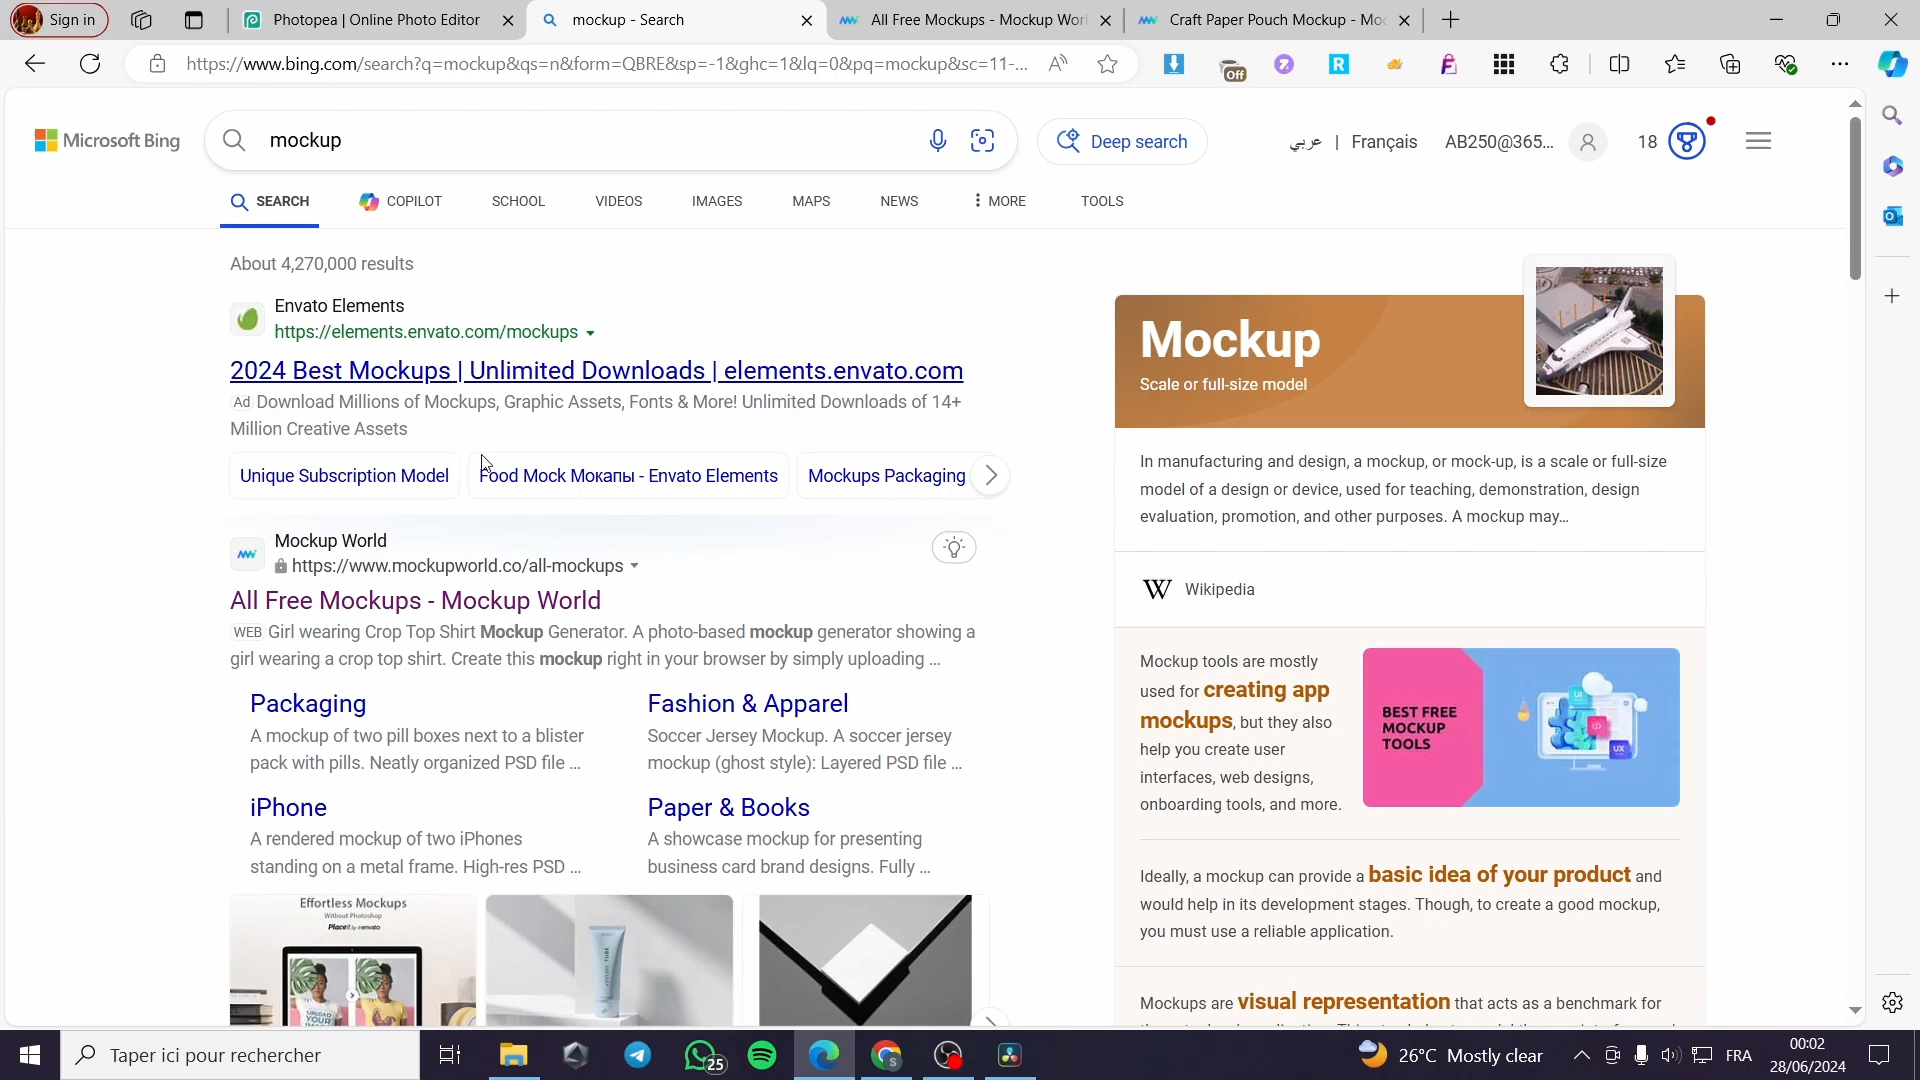 Sign in
Photopea | Online Photo Editor
mockup - Search
All Free Mockups - Mockup Worl
Craft Paper Pouch Mockup - Moc
https://www.bing.com/search?q=mockup&qs=n&form=QBRE&sp=-1&ghc=1&lq=0&pq=mockup&sc=11-...
Off
Microsoft Bing
mockup
Deep search
عربي | Français
AB250@365...
18
SEARCH
COPILOT
SCHOOL
VIDEOS
IMAGES
MAPS
NEWS
MORE
TOOLS
About 4,270,000 results
Envato Elements
https://elements.envato.com/mockups
2024 Best Mockups | Unlimited Downloads | elements.envato.com
Ad Download Millions of Mockups, Graphic Assets, Fonts & More! Unlimited Downloads of 14+
Million Creative Assets
Unique Subscription Model
Food Mock Мокапы - Envato Elements
Mockups Packaging
Mockup World
https://www.mockupworld.co/all-mockups
All Free Mockups - Mockup World
WEB Girl wearing Crop Top Shirt Mockup Generator. A photo-based mockup generator showing a
girl wearing a crop top shirt. Create this mockup right in your browser by simply uploading ...
Packaging
A mockup of two pill boxes next to a blister
pack with pills. Neatly organized PSD file ...
Fashion & Apparel
Soccer Jersey Mockup. A soccer jersey
mockup (ghost style): Layered PSD file ...
iPhone
A rendered mockup of two iPhones
standing on a metal frame. High-res PSD ...
Paper & Books
A showcase mockup for presenting
business card brand designs. Fully ...
Effortless Mockups
Without Photoshop
Placeit by envato
UPLOAD
YOUR
Mockup
Scale or full-size model
In manufacturing and design, a mockup, or mock-up, is a scale or full-size
model of a design or device, used for teaching, demonstration, design
evaluation, promotion, and other purposes. A mockup may...
W Wikipedia
Mockup tools are mostly
used for creating app
mockups, but they also
help you create user
interfaces, web designs,
onboarding tools, and more.
BEST FREE
MOCKUP
TOOLS
UI
UX
Ideally, a mockup can provide a basic idea of your product and
would help in its development stages. Though, to create a good mockup,
you must use a reliable application.
Mockups are visual representation that acts as a benchmark for
Taper ici pour rechercher
25
26°C Mostly clear
FRA
00:02
28/06/2024